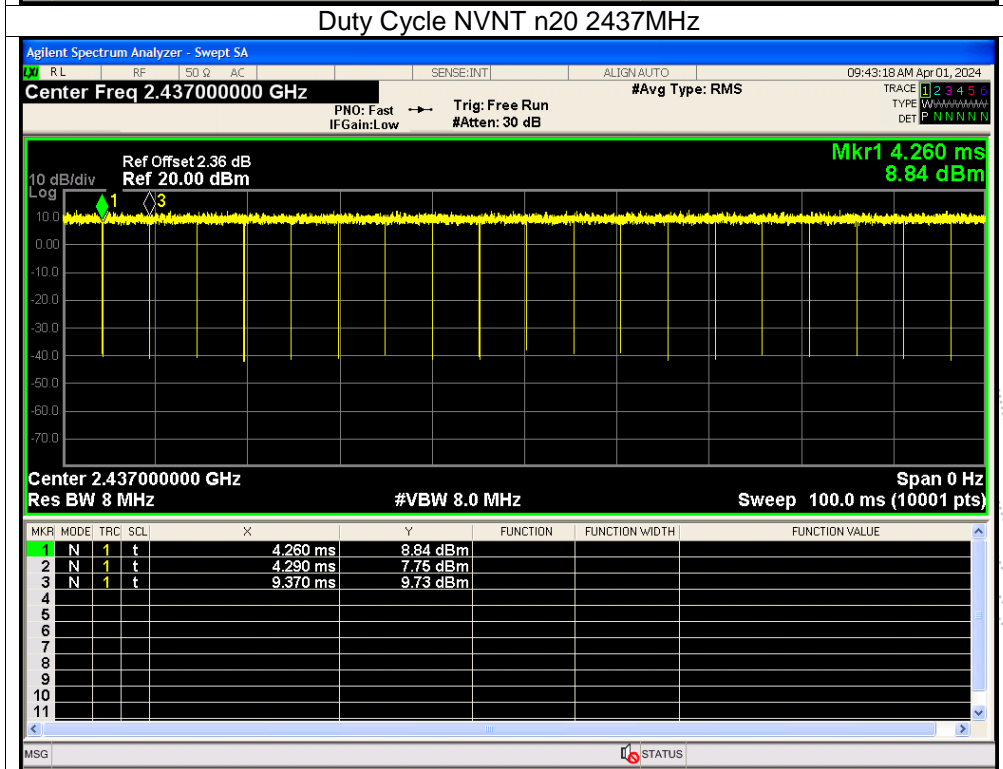 Duty Cycle NVNT n20 2437MHz
Agilent Spectrum Analyzer - Swept SA
LXI RL RF 50 Ω AC SENSE:INT ALIGN AUTO 09:43:18 AM Apr 01, 2024
Center Freq 2.437000000 GHz #Avg Type: RMS TRACE 1 2 3 4 5 6
PNO: Fast Trig: Free Run TYPE WWWWWW
IFGain:Low #Atten: 30 dB DET P N N N N N
Mkr1 4.260 ms
Ref Offset 2.36 dB
10 dB/div Ref 20.00 dBm 8.84 dBm
Log
1 3
10.0
0.00
-10.0
-20.0
-30.0
-40.0
-50.0
-60.0
-70.0
Center 2.437000000 GHz Span 0 Hz
Res BW 8 MHz #VBW 8.0 MHz Sweep 100.0 ms (10001 pts)
MKR MODE TRC SCL X Y FUNCTION FUNCTION WIDTH FUNCTION VALUE
1 N 1 t 4.260 ms 8.84 dBm
2 N 1 t 4.290 ms 7.75 dBm
3 N 1 t 9.370 ms 9.73 dBm
4
5
6
7
8
9
10
11
MSG STATUS